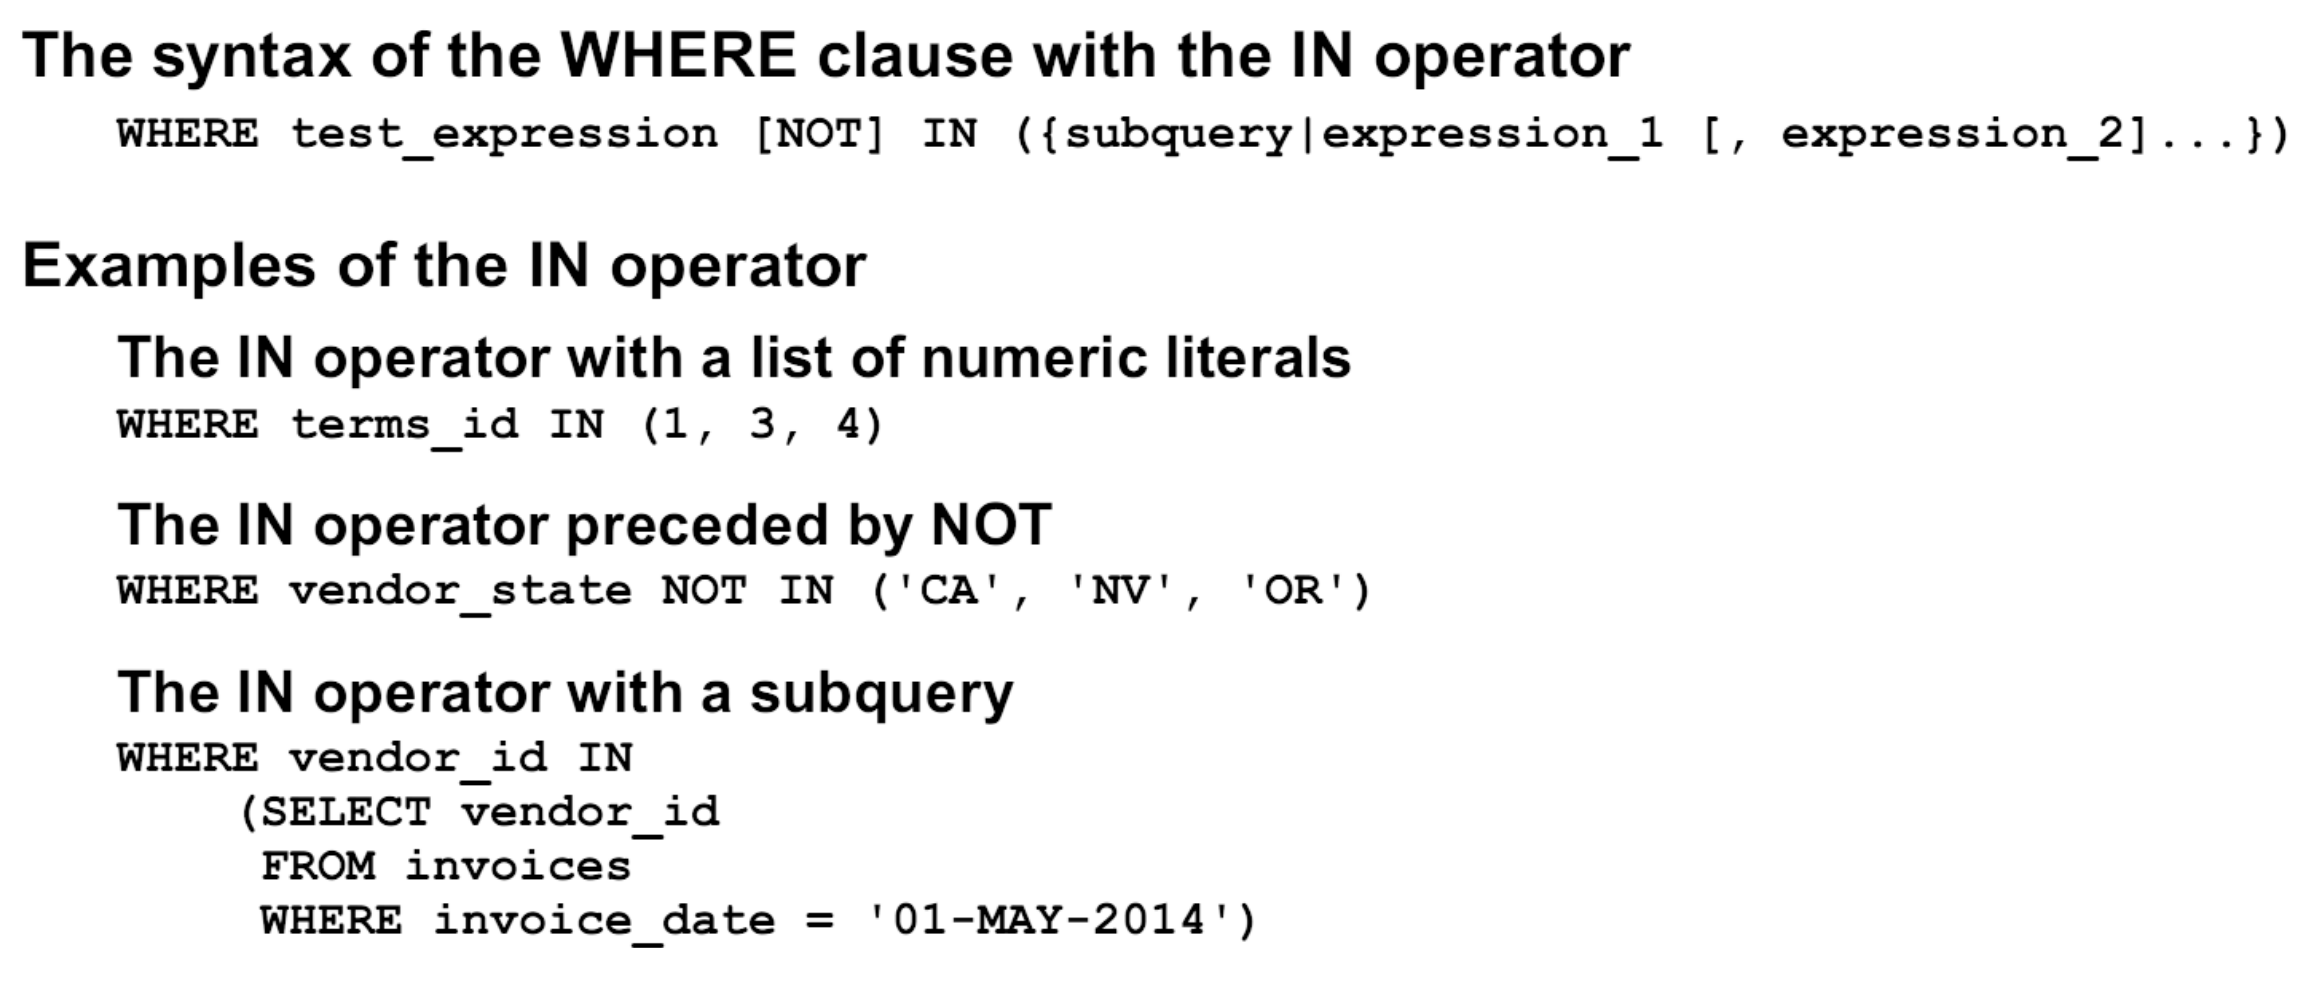 The syntax of the WHERE clause with the IN operator
WHERE test_expression [NOT] IN ({subquery|expression_1 [, expression_2]...})
Examples of the IN operator
The IN operator with a list of numeric literals
WHERE terms_id IN (1, 3, 4)
The IN operator preceded by NOT
WHERE vendor_state NOT IN ('CA', 'NV', 'OR')
The IN operator with a subquery
WHERE vendor_id IN
(SELECT vendor_id
FROM invoices
WHERE invoice_date = '01-MAY-2014')